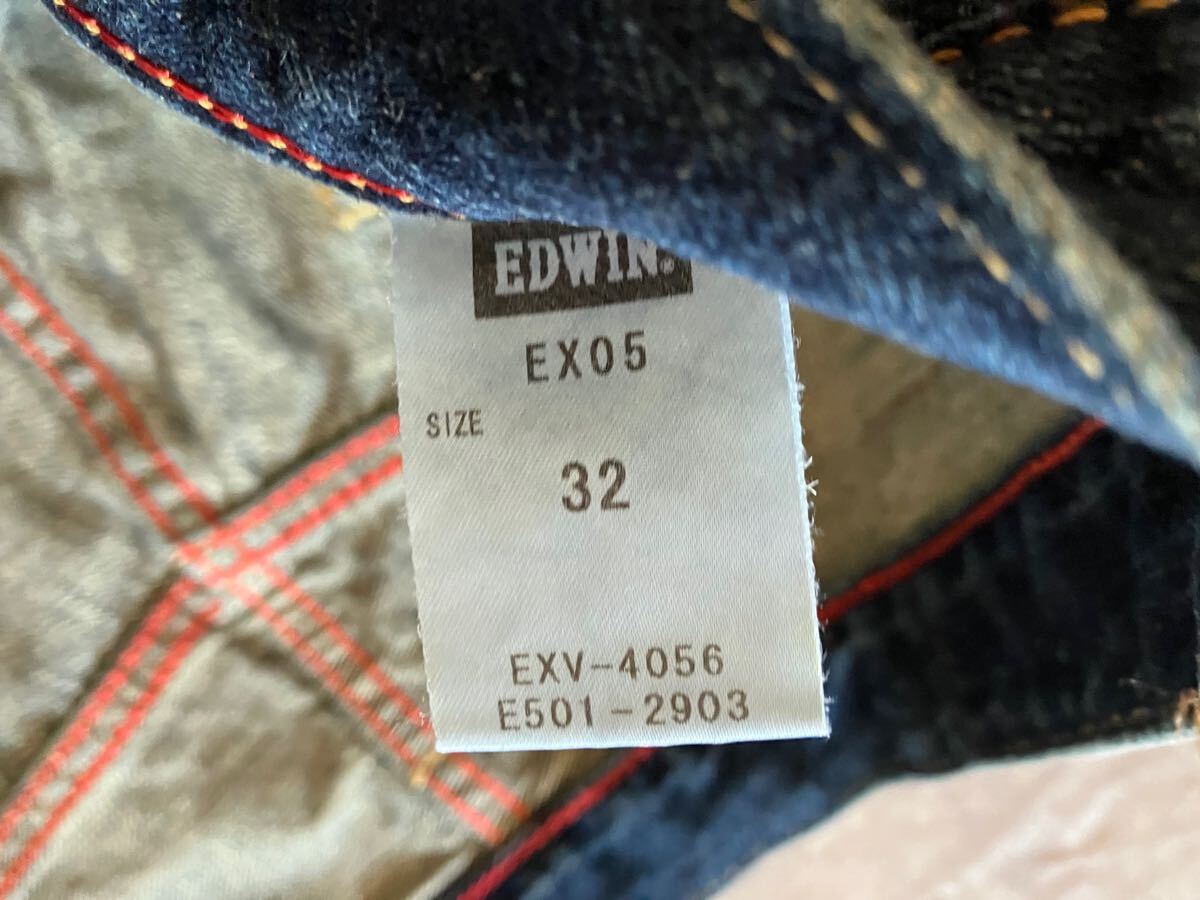 EDWIN.
EX05
SIZE
32
EXV-4056
E501-2903